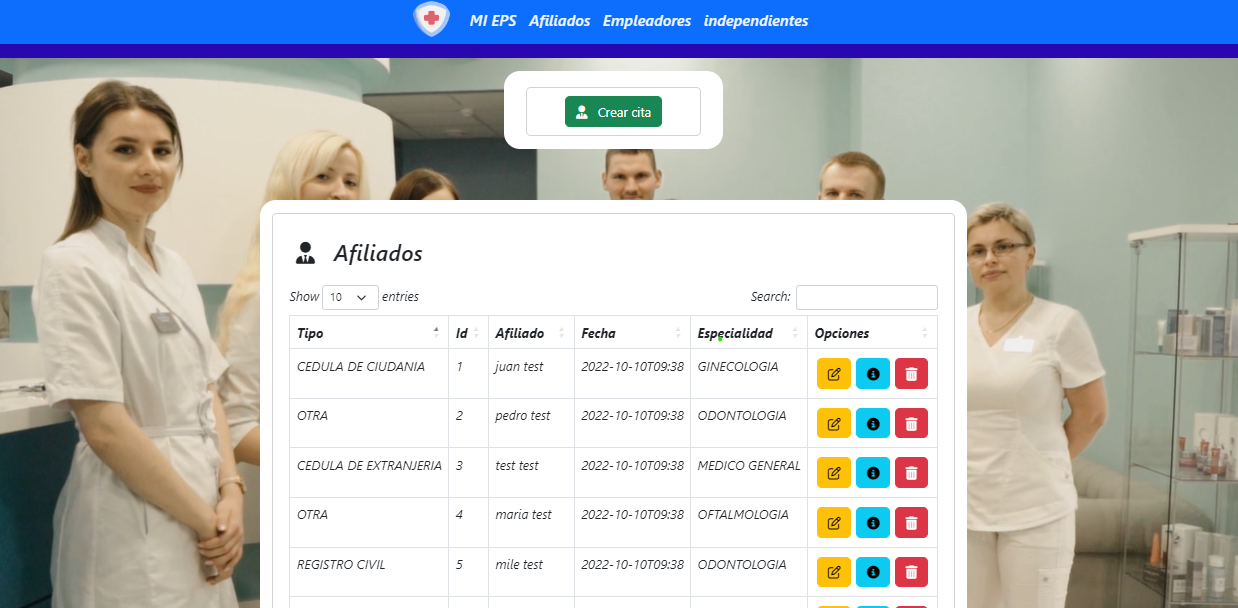 MI EPS Afiliados Empleadores independientes
Crear cita
Afiliados
Show 10 entries Search:
Tipo Id Afiliado Fecha Especialidad Opciones
CEDULA DE CIUDANIA 1 juan test 2022-10-10T09:38 GINECOLOGIA
OTRA 2 pedro test 2022-10-10T09:38 ODONTOLOGIA
CEDULA DE EXTRANJERIA 3 test test 2022-10-10T09:38 MEDICO GENERAL
OTRA 4 maria test 2022-10-10T09:38 OFTALMOLOGIA
REGISTRO CIVIL 5 mile test 2022-10-10T09:38 ODONTOLOGIA